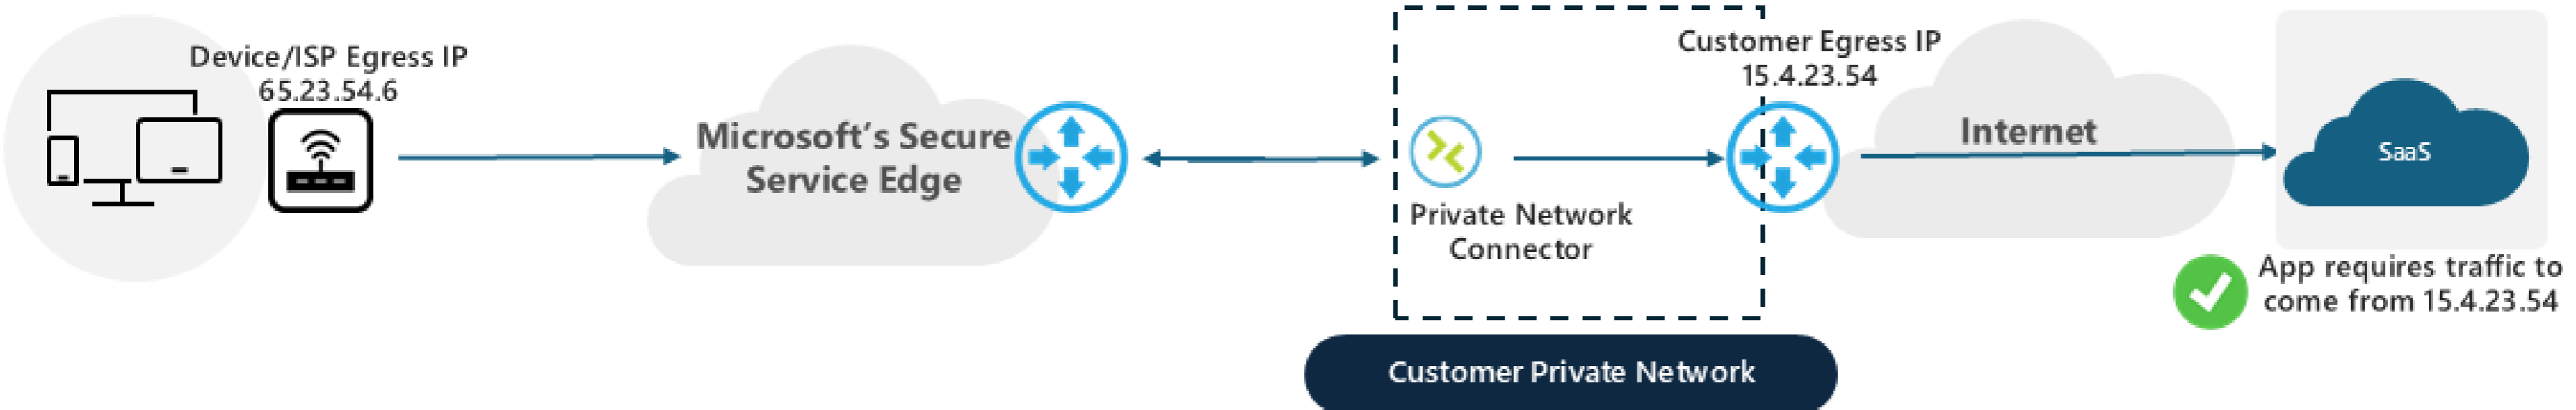 Device/ISP Egress IP
65.23.54.6
Microsoft's Secure
Service Edge
Private Network
Connector
Customer Egress IP
15.4.23.54
Internet
SaaS
App requires traffic to
come from 15.4.23.54
Customer Private Network